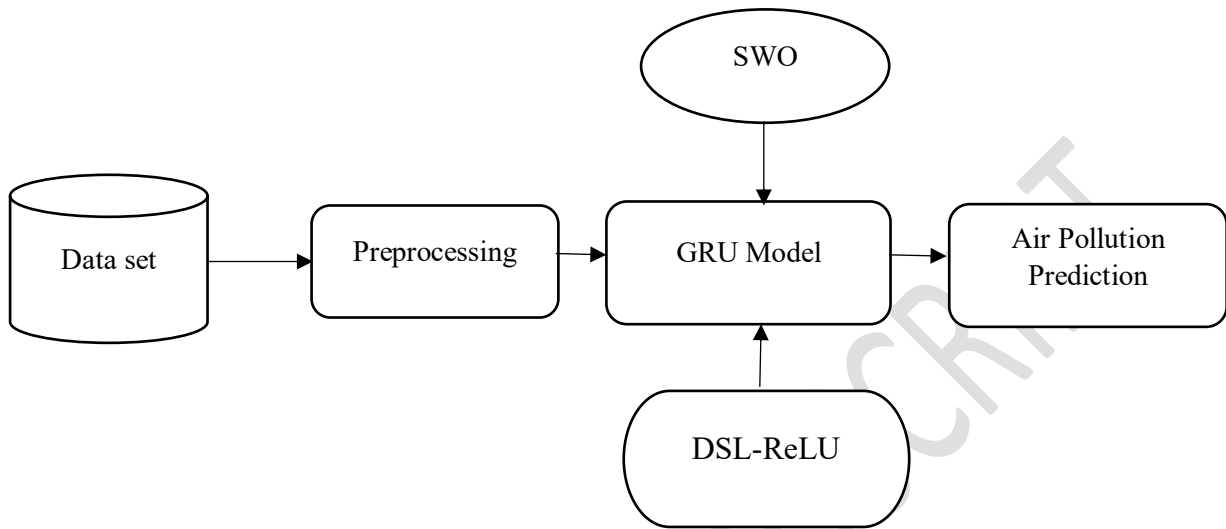 SWO
Data set
Preprocessing
GRU Model
Air Pollution
Prediction
DSL-ReLU